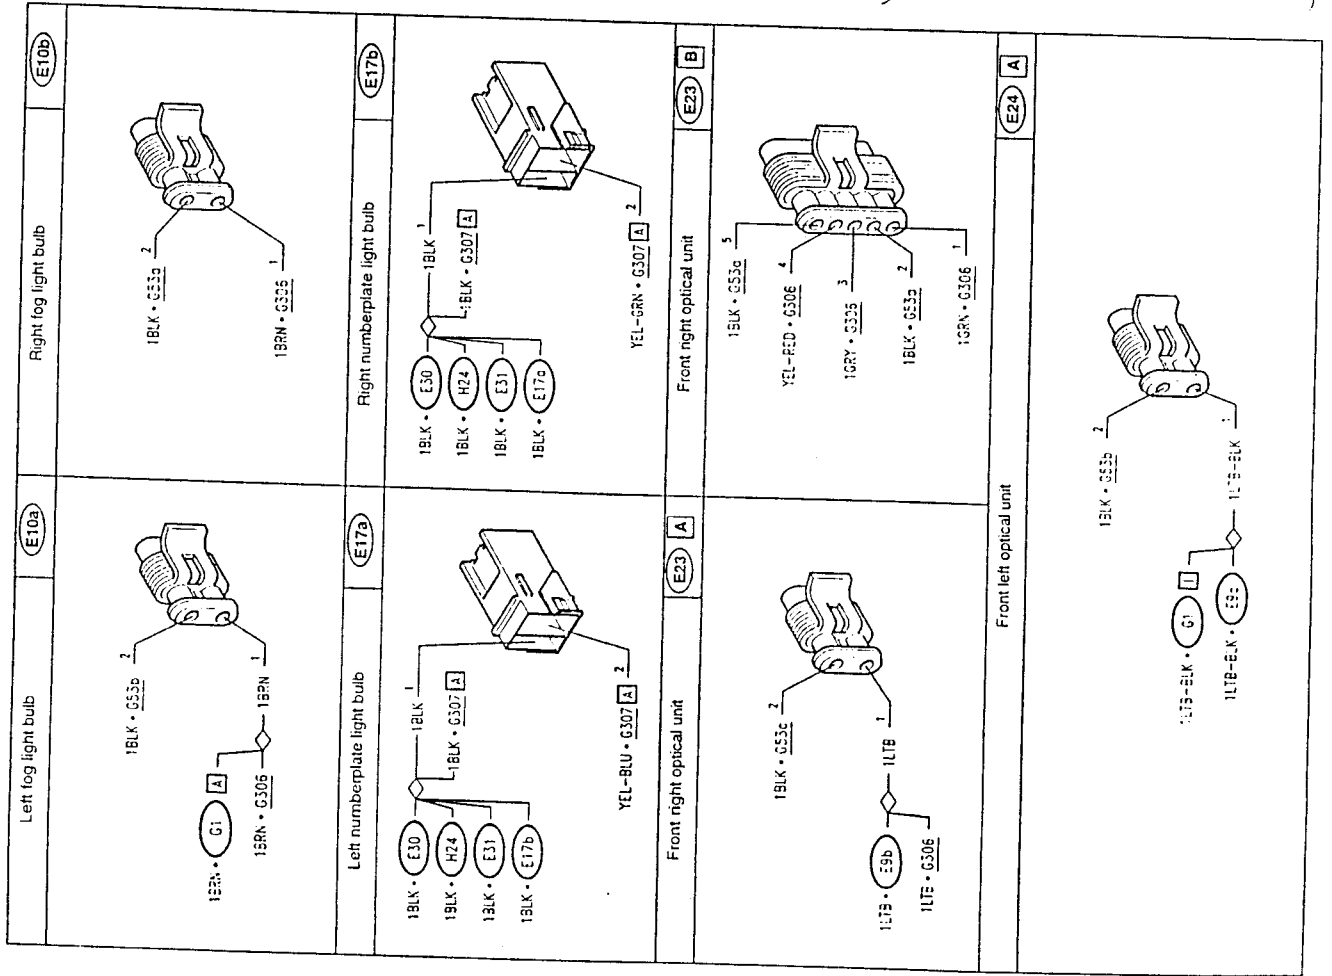 Left fog light bulb
E10a
1BLK • G53b
2
1BRN • G1 A
1BRN • G306
1BRN
1
Right fog light bulb
E10b
1BLK • G53a
2
1BRN • G306
1
Left numberplate light bulb
E17a
1BLK • E30
1BLK • H24
1BLK • E31
1BLK • E17b
1BLK
1
1BLK • G307 A
YEL-BLU • G307 A
2
Right numberplate light bulb
E17b
1BLK • E30
1BLK • H24
1BLK • E31
1BLK • E17a
1BLK
1
1BLK • G307 A
YEL-GRN • G307 A
2
Front right optical unit
E23 A
1BLK • G53c
2
1LTB • E9b
1LTB • G306
1LTB
1
Front right optical unit
E23 B
1BLK • G53a
5
YEL-RED • G306
4
1GRY • G306
3
1BLK • G53a
2
1GRN • G306
1
Front left optical unit
E24 A
1BLK • G53b
2
1LTB-BLK • G1
1LTB-BLK •
1LTB-BLK
1